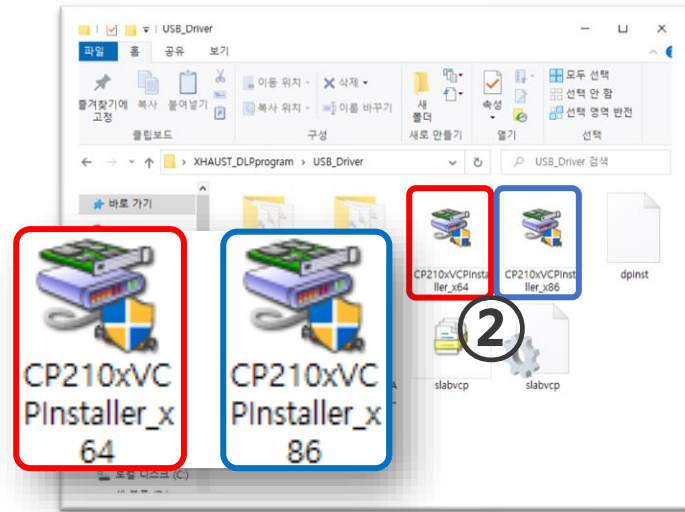 USB_Driver
파일 홈 공유 보기
즐겨찾기에 고정
복사
붙여넣기
이동 위치
복사 위치
삭제
이름 바꾸기
새 폴더
속성
모두 선택
선택 안 함
선택 영역 반전
클립보드 구성 새로 만들기 열기 선택
XHAUST_DLPprogram › USB_Driver
USB_Driver 검색
바로 가기
CP210xVCPInsta
ller_x64
CP210xVCPInst
ller_x86
dpinst
②
slabvcp
slabvcp
CP210xVC
PInstaller_x
64
CP210xVC
PInstaller_x
86
로컬 디스크 (C:)